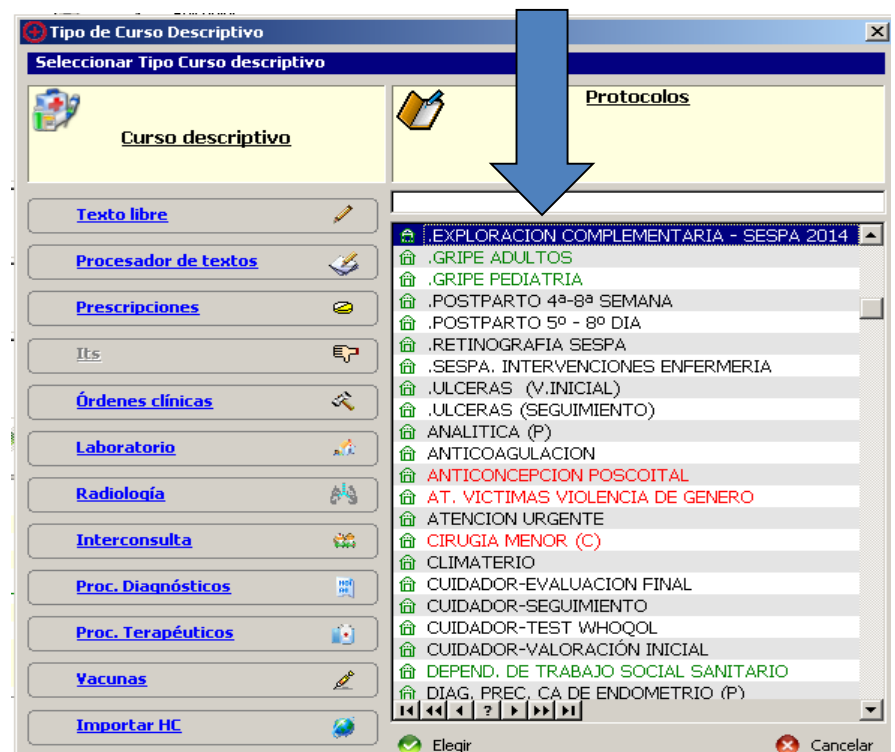 Tipo de Curso Descriptivo
Seleccionar Tipo Curso descriptivo
Curso descriptivo
Protocolos
Texto libre
Procesador de textos
Prescripciones
Its
Órdenes clínicas
Laboratorio
Radiología
Interconsulta
Proc. Diagnósticos
Proc. Terapéuticos
Vacunas
Importar HC
.EXPLORACION COMPLEMENTARIA - SESPA 2014
.GRIPE ADULTOS
.GRIPE PEDIATRIA
.POSTPARTO 4ª-8ª SEMANA
.POSTPARTO 5º - 8º DIA
.RETINOGRAFIA SESPA
.SESPA. INTERVENCIONES ENFERMERIA
.ULCERAS (V.INICIAL)
.ULCERAS (SEGUIMIENTO)
ANALITICA (P)
ANTICOAGULACION
ANTICONCEPCION POSCOITAL
AT. VICTIMAS VIOLENCIA DE GENERO
ATENCION URGENTE
CIRUGIA MENOR (C)
CLIMATERIO
CUIDADOR-EVALUACION FINAL
CUIDADOR-SEGUIMIENTO
CUIDADOR-TEST WHOQOL
CUIDADOR-VALORACIÓN INICIAL
DEPEND. DE TRABAJO SOCIAL SANITARIO
DIAG. PREC. CA DE ENDOMETRIO (P)
?
Elegir
Cancelar